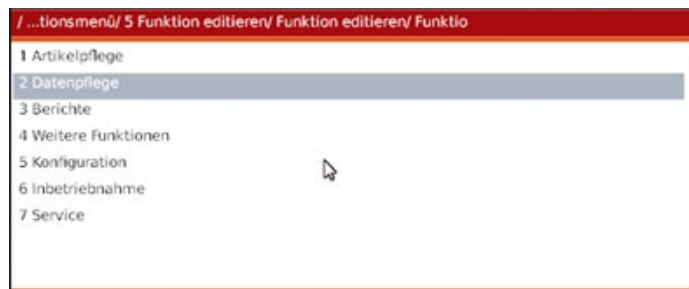 / ...tionsmenü/ 5 Funktion editieren/ Funktion editieren/ Funktio
1 Artikelpflege
2 Datenpflege
3 Berichte
4 Weitere Funktionen
5 Konfiguration
6 Inbetriebnahme
7 Service